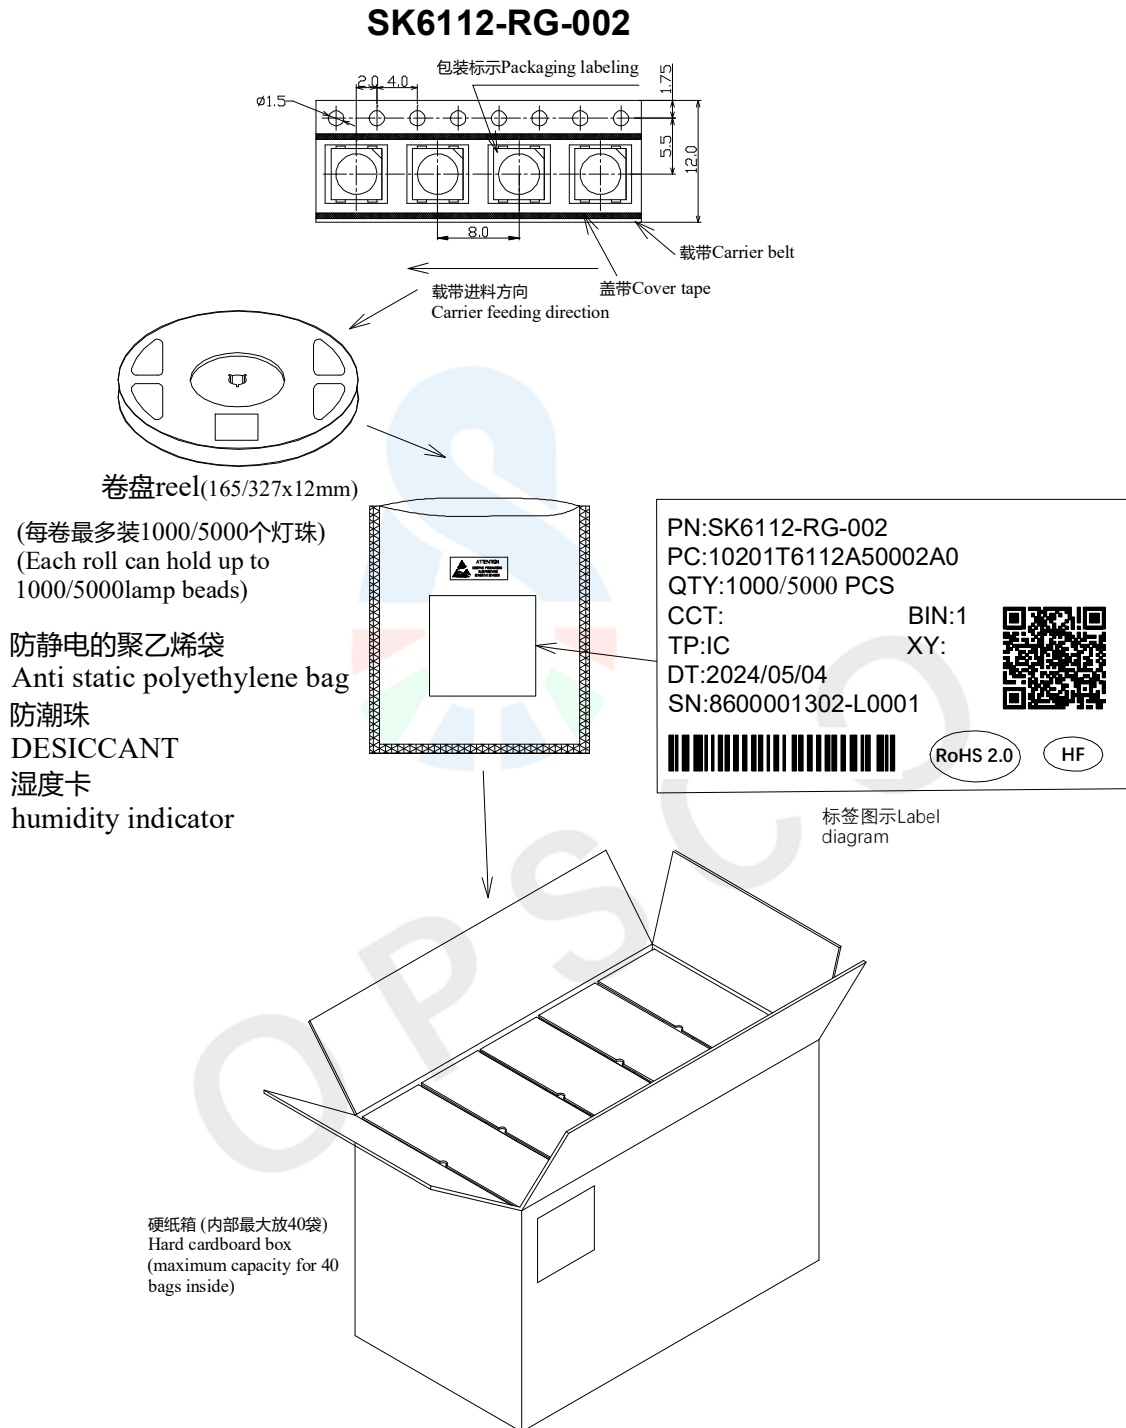 SK6112-RG-002
包装标示Packaging labeling
2.0 4.0
1.75
ø1.5
5.5
12.0
8.0
载带Carrier belt
盖带Cover tape
载带进料方向
Carrier feeding direction
卷盘reel(165/327x12mm)
(每卷最多装1000/5000个灯珠)
(Each roll can hold up to
1000/5000lamp beads)
防静电的聚乙烯袋
Anti static polyethylene bag
防潮珠
DESICCANT
湿度卡
humidity indicator
ATTENTION
PN:SK6112-RG-002
PC:10201T6112A50002A0
QTY:1000/5000 PCS
CCT: BIN:1
TP:IC XY:
DT:2024/05/04
SN:8600001302-L0001
RoHS 2.0 HF
标签图示Label
diagram
硬纸箱 (内部最大放40袋)
Hard cardboard box
(maximum capacity for 40
bags inside)
OPSCO